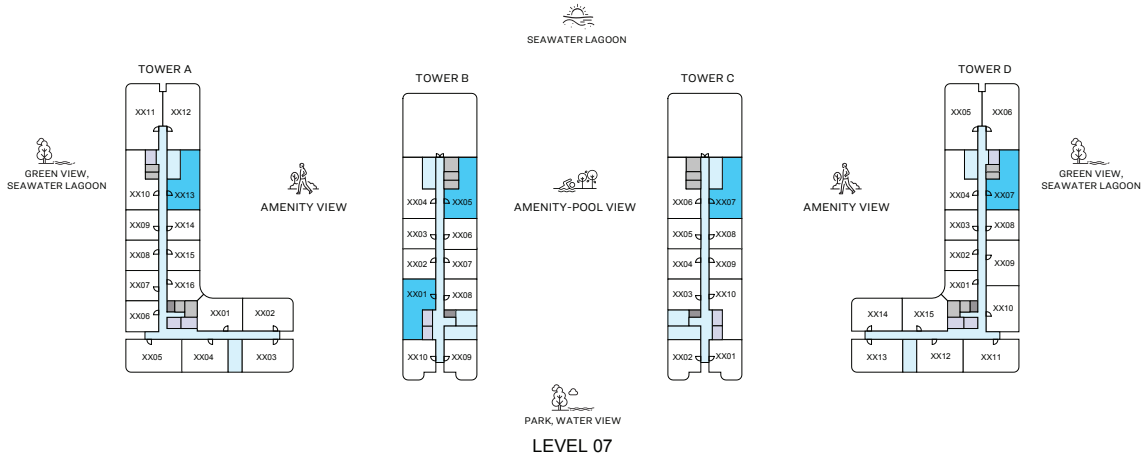 SEAWATER LAGOON
TOWER A
TOWER B
TOWER C
TOWER D
XX11 XX12
XX05 XX06
GREEN VIEW,
SEAWATER LAGOON
XX10 XX13
AMENITY VIEW
XX04 XX05
AMENITY-POOL VIEW
XX06 XX07
AMENITY VIEW
XX04 XX07
GREEN VIEW,
SEAWATER LAGOON
XX09 XX14
XX03 XX06
XX05 XX08
XX03
XX08 XX15
XX02 XX07
XX04 XX09
XX02 XX09
XX07 XX16
XX01 XX08
XX03 XX10
XX01
XX06 XX01 XX02
XX14 XX15 XX10
XX05 XX04 XX03
XX10 XX09
XX02 XX01
XX13 XX12 XX11
PARK, WATER VIEW
LEVEL 07